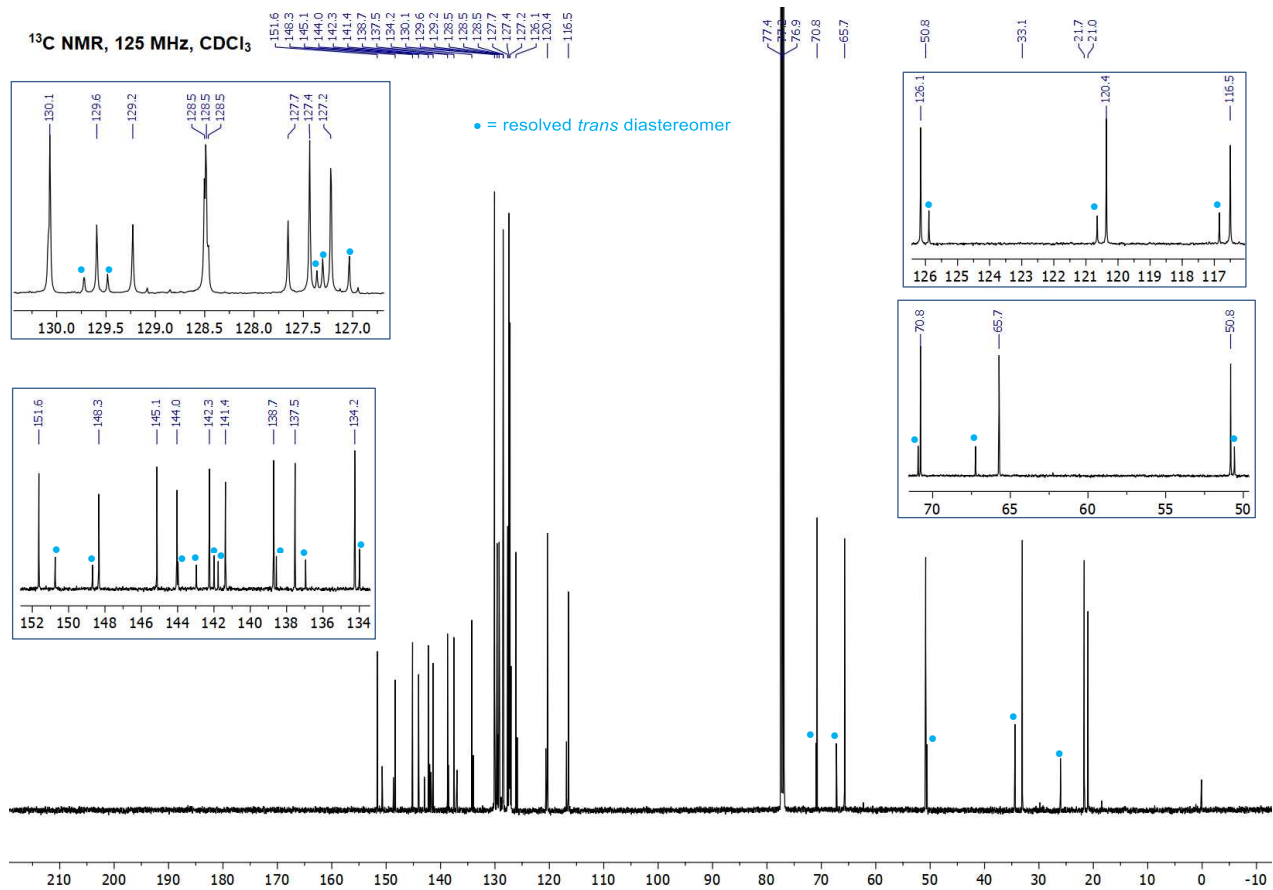 ¹³C NMR, 125 MHz, CDCl₃
151.6 148.3 145.1 144.0 142.3 141.4 138.7 137.5 134.2 130.1 129.6 129.2 128.5 128.5 128.5 127.7 127.4 127.2 126.1 120.4 116.5
77.4 77.2 76.9 70.8 65.7 50.8 33.1 21.7 21.0
130.1 129.6 129.2 128.5 128.5 128.5 127.7 127.4 127.2
130.0 129.5 129.0 128.5 128.0 127.5 127.0
● = resolved trans diastereomer
126.1 120.4 116.5
126 125 124 123 122 121 120 119 118 117
70.8 65.7 50.8
70 65 60 55 50
151.6 148.3 145.1 144.0 142.3 141.4 138.7 137.5 134.2
152 150 148 146 144 142 140 138 136 134
210 200 190 180 170 160 150 140 130 120 110 100 90 80 70 60 50 40 30 20 10 0 -10